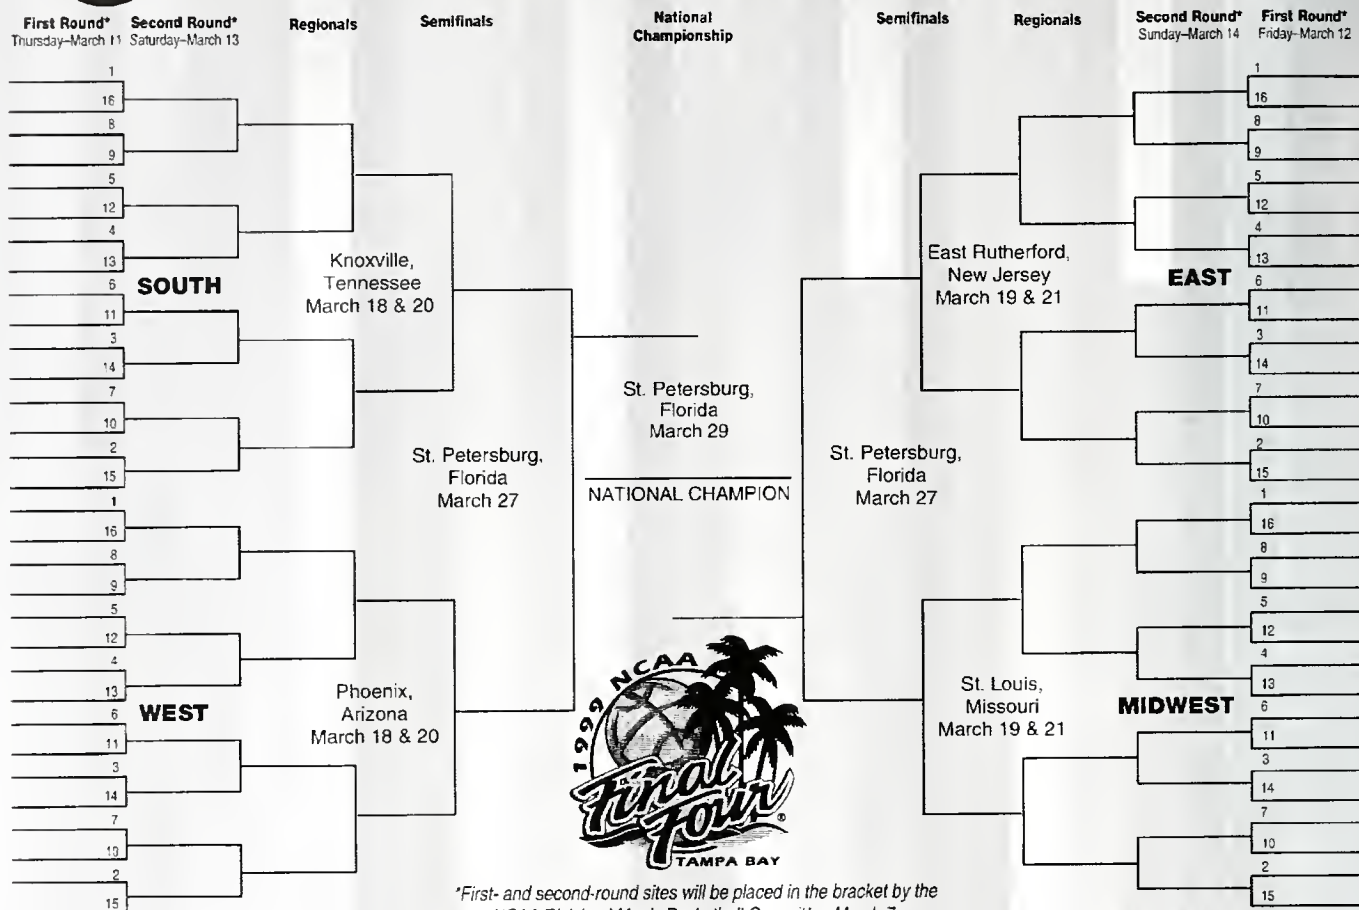 First Round*
Thursday–March 11
Second Round*
Saturday–March 13
Regionals
Semifinals
National
Championship
Semifinals
Regionals
Second Round*
Sunday–March 14
First Round*
Friday–March 12
1
16
8
9
5
12
4
13
6
11
3
14
7
10
2
15
SOUTH
Knoxville,
Tennessee
March 18 & 20
1
16
8
9
5
12
4
13
6
11
3
14
7
10
2
15
WEST
Phoenix,
Arizona
March 18 & 20
St. Petersburg,
Florida
March 27
St. Petersburg,
Florida
March 29
NATIONAL CHAMPION
St. Petersburg,
Florida
March 27
East Rutherford,
New Jersey
March 19 & 21
EAST
1
16
8
9
5
12
4
13
6
11
3
14
7
10
2
15
St. Louis,
Missouri
March 19 & 21
MIDWEST
1
16
8
9
5
12
4
13
6
11
3
14
7
10
2
15
1999 NCAA
Final
Four
®
TAMPA BAY
*First- and second-round sites will be placed in the bracket by the